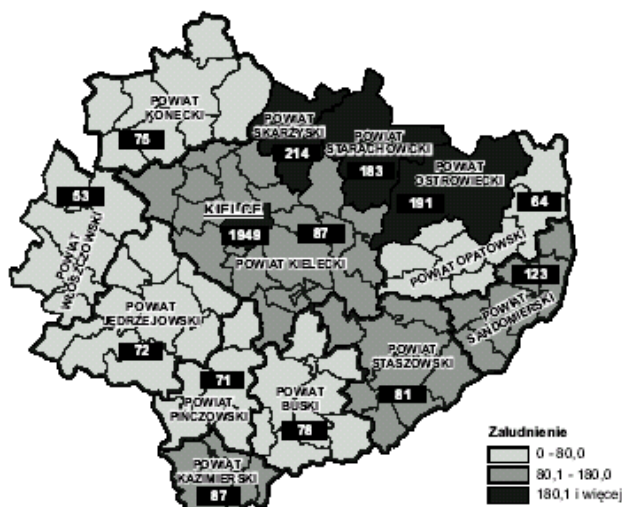 POWIAT
KONECKI
75
POWIAT
SKARŻYSKI
214
POWIAT
STARACHOWICKI
183
POWIAT
OSTROWIECKI
191
64
53
KIELCE
1949
87
POWIAT KIELECKI
POWIAT OPATOWSKI
POWIAT
WŁOSZCZOWSKI
123
POWIAT
SANDOMIERSKI
POWIAT
JĘDRZEJOWSKI
72
POWIAT
STASZOWSKI
81
71
POWIAT
PIŃCZOWSKI
POWIAT
BUSKI
78
POWIAT
KAZIMIERSKI
87
Zaludnienie
0 - 80,0
80,1 - 180,0
180,1 i więcej